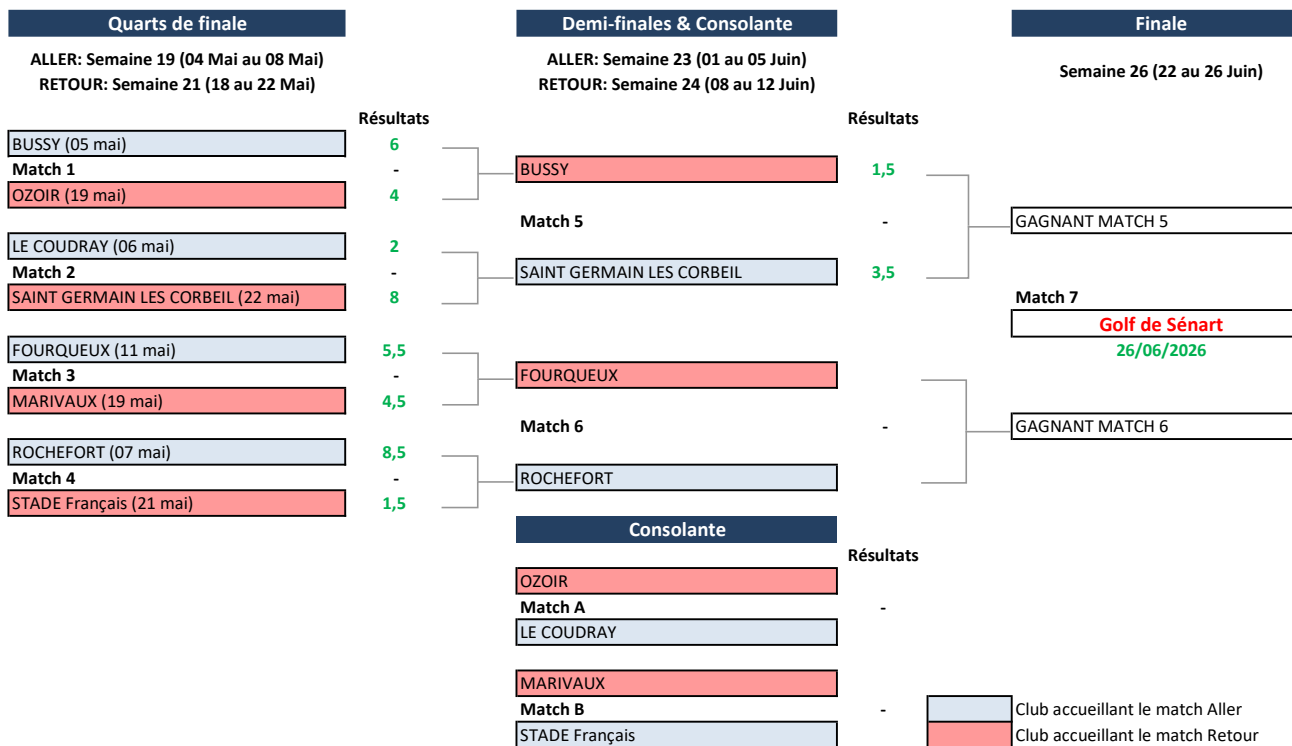 Quarts de finale
ALLER: Semaine 19 (04 Mai au 08 Mai)
RETOUR: Semaine 21 (18 au 22 Mai)
Résultats
BUSSY (05 mai) 6
Match 1 -
OZOIR (19 mai) 4
LE COUDRAY (06 mai) 2
Match 2 -
SAINT GERMAIN LES CORBEIL (22 mai) 8
FOURQUEUX (11 mai) 5,5
Match 3 -
MARIVAUX (19 mai) 4,5
ROCHEFORT (07 mai) 8,5
Match 4 -
STADE Français (21 mai) 1,5
Demi-finales & Consolante
ALLER: Semaine 23 (01 au 05 Juin)
RETOUR: Semaine 24 (08 au 12 Juin)
Résultats
BUSSY 1,5
Match 5 -
SAINT GERMAIN LES CORBEIL 3,5
FOURQUEUX
Match 6 -
ROCHEFORT
Consolante
Résultats
OZOIR
Match A -
LE COUDRAY
MARIVAUX
Match B -
STADE Français
Finale
Semaine 26 (22 au 26 Juin)
GAGNANT MATCH 5
Match 7
Golf de Sénart
26/06/2026
GAGNANT MATCH 6
Club accueillant le match Aller
Club accueillant le match Retour